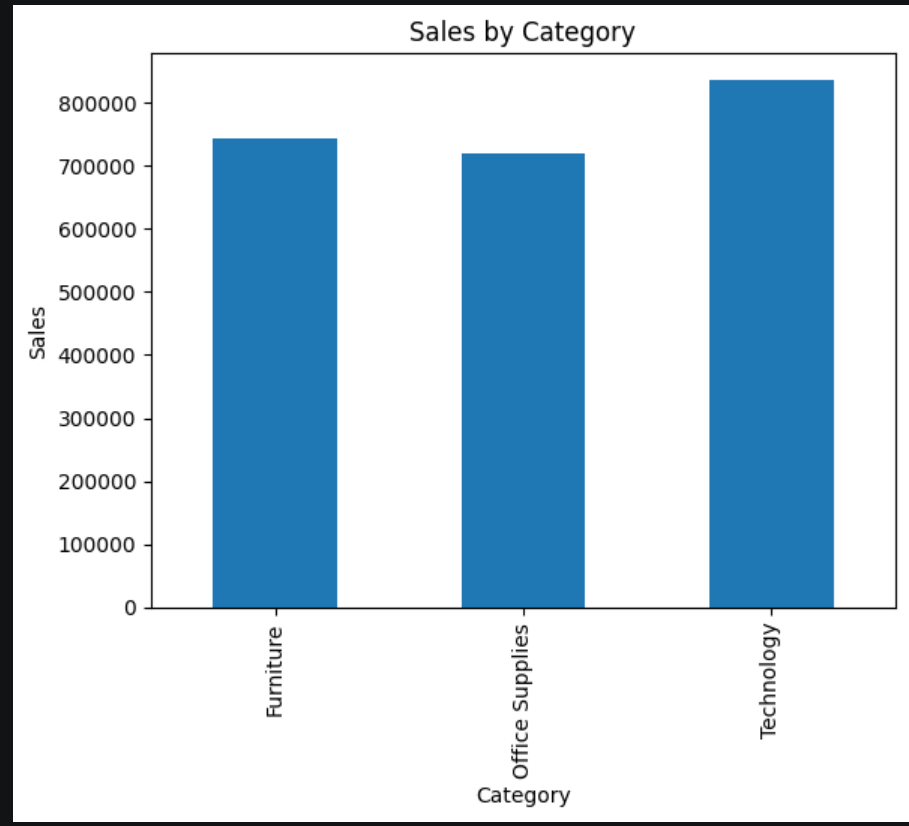 Sales by Category
Sales
800000
700000
600000
500000
400000
300000
200000
100000
0
Furniture
Office Supplies
Technology
Category